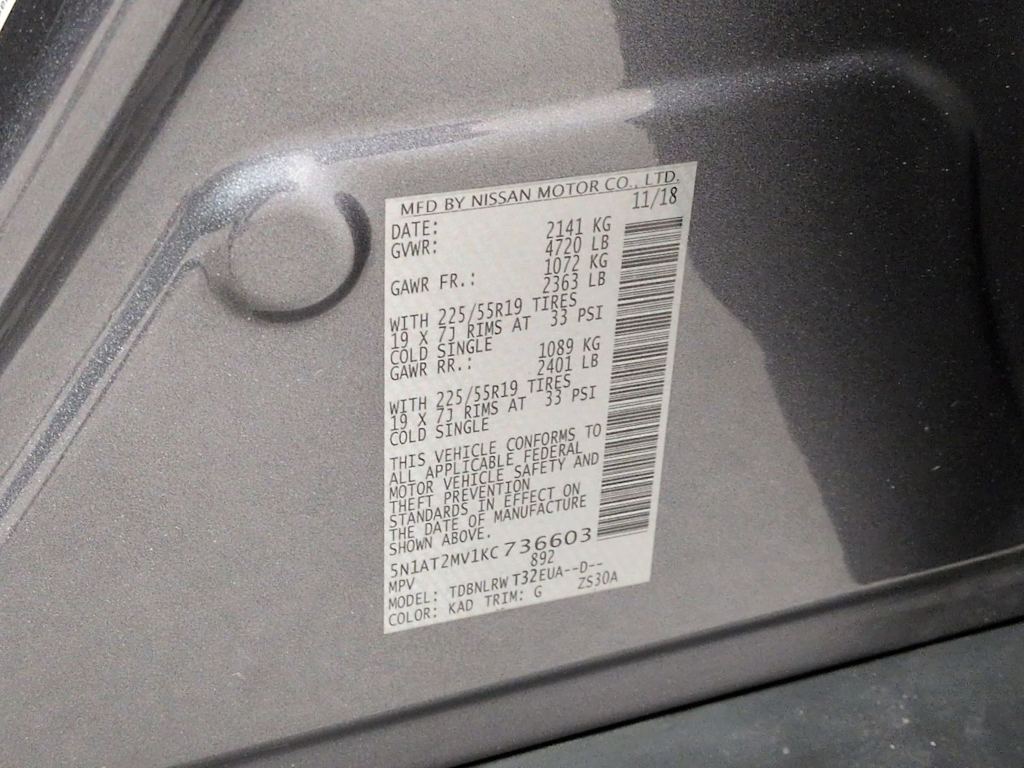 MFD BY NISSAN MOTOR CO., LTD.
DATE: 11/18
GVWR: 2141 KG
4720 LB
GAWR FR.: 1072 KG
2363 LB
WITH 225/55R19 TIRES
19 X 7J RIMS AT 33 PSI
COLD SINGLE
GAWR RR.: 1089 KG
2401 LB
WITH 225/55R19 TIRES
19 X 7J RIMS AT 33 PSI
COLD SINGLE
THIS VEHICLE CONFORMS TO
ALL APPLICABLE FEDERAL
MOTOR VEHICLE SAFETY AND
THEFT PREVENTION
STANDARDS IN EFFECT ON
THE DATE OF MANUFACTURE
SHOWN ABOVE.
5N1AT2MV1KC736603
MPV 892
MODEL: TDBNLRWT32EUA--D--
COLOR: KAD TRIM: G ZS30A